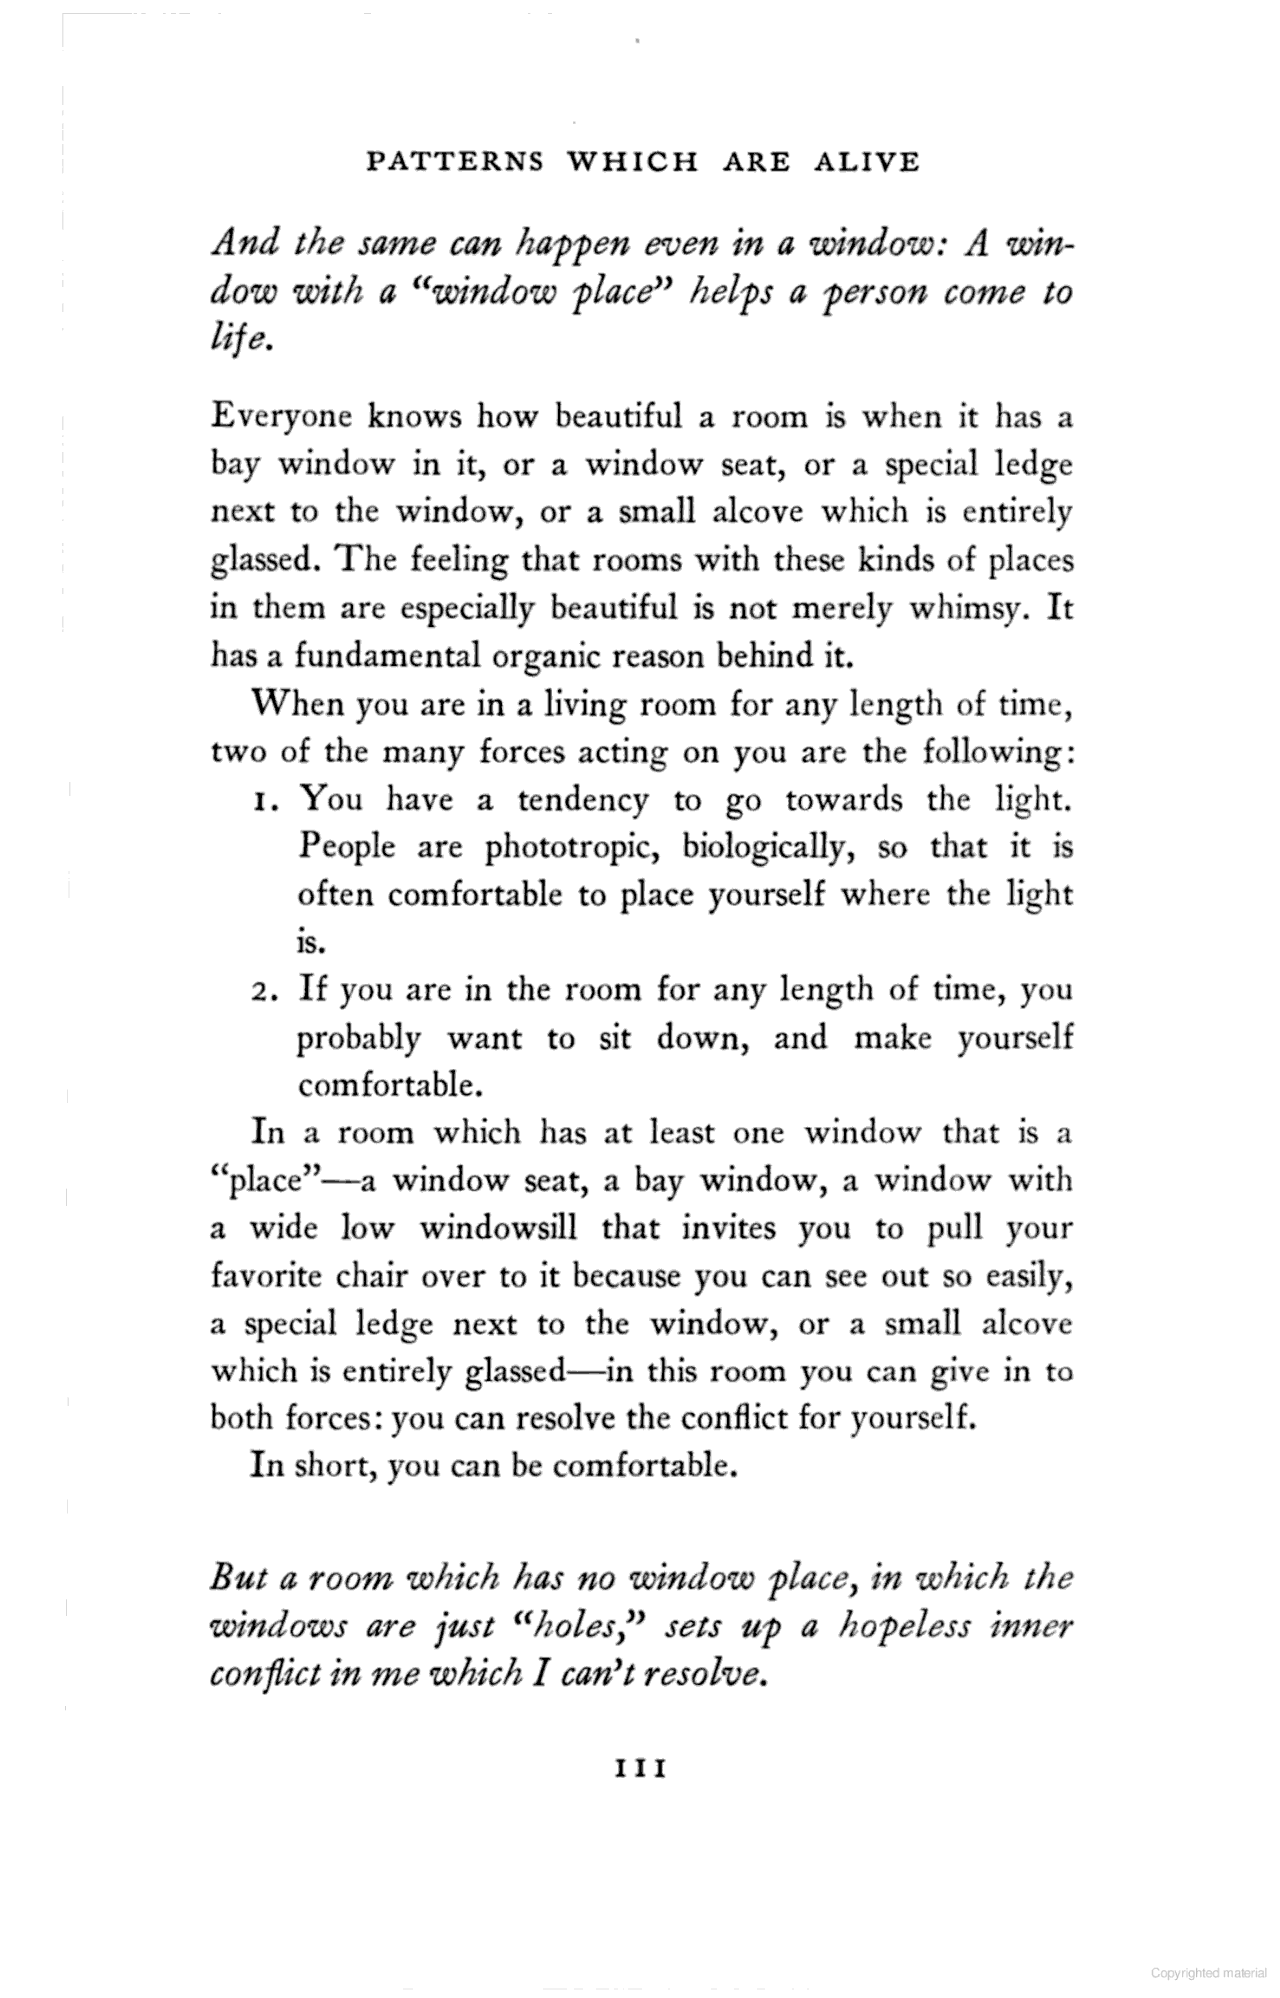 PATTERNS WHICH ARE ALIVE
And the same can happen even in a window: A win-
dow with a “window place” helps a person come to
life.
Everyone knows how beautiful a room is when it has a
bay window in it, or a window seat, or a special ledge
next to the window, or a small alcove which is entirely
glassed. The feeling that rooms with these kinds of places
in them are especially beautiful is not merely whimsy. It
has a fundamental organic reason behind it.
When you are in a living room for any length of time,
two of the many forces acting on you are the following:
1. You have a tendency to go towards the light.
People are phototropic, biologically, so that it is
often comfortable to place yourself where the light
is.
2. If you are in the room for any length of time, you
probably want to sit down, and make yourself
comfortable.
In a room which has at least one window that is a
“place”—a window seat, a bay window, a window with
a wide low windowsill that invites you to pull your
favorite chair over to it because you can see out so easily,
a special ledge next to the window, or a small alcove
which is entirely glassed—in this room you can give in to
both forces: you can resolve the conflict for yourself.
In short, you can be comfortable.
But a room which has no window place, in which the
windows are just “holes,” sets up a hopeless inner
conflict in me which I can’t resolve.
111
Copyrighted material